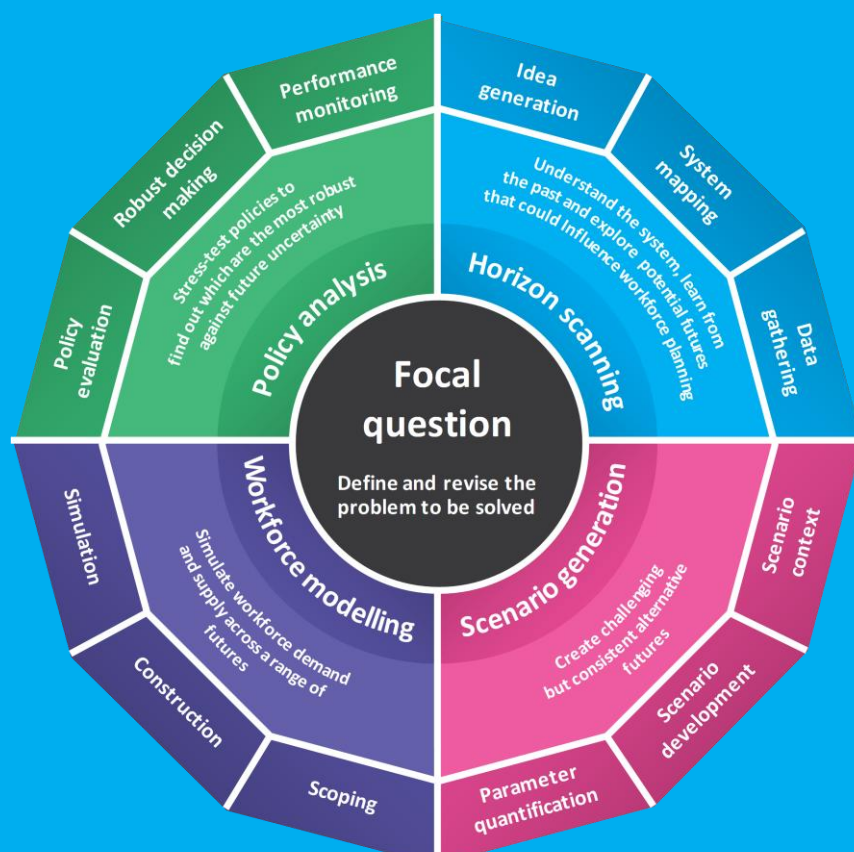 Focal
question
Define and revise the
problem to be solved
Horizon scanning
Understand the system, learn from
the past and explore potential futures
that could influence workforce planning
Idea
generation
System
mapping
Data
gathering
Scenario generation
Create challenging
but consistent alternative
futures
Scenario
context
Scenario
development
Parameter
quantification
Workforce modelling
Simulate workforce demand
and supply across a range of
futures
Scoping
Construction
Simulation
Policy analysis
Stress-test policies to
find out which are the most robust
against future uncertainty
Policy
evaluation
Robust decision
making
Performance
monitoring